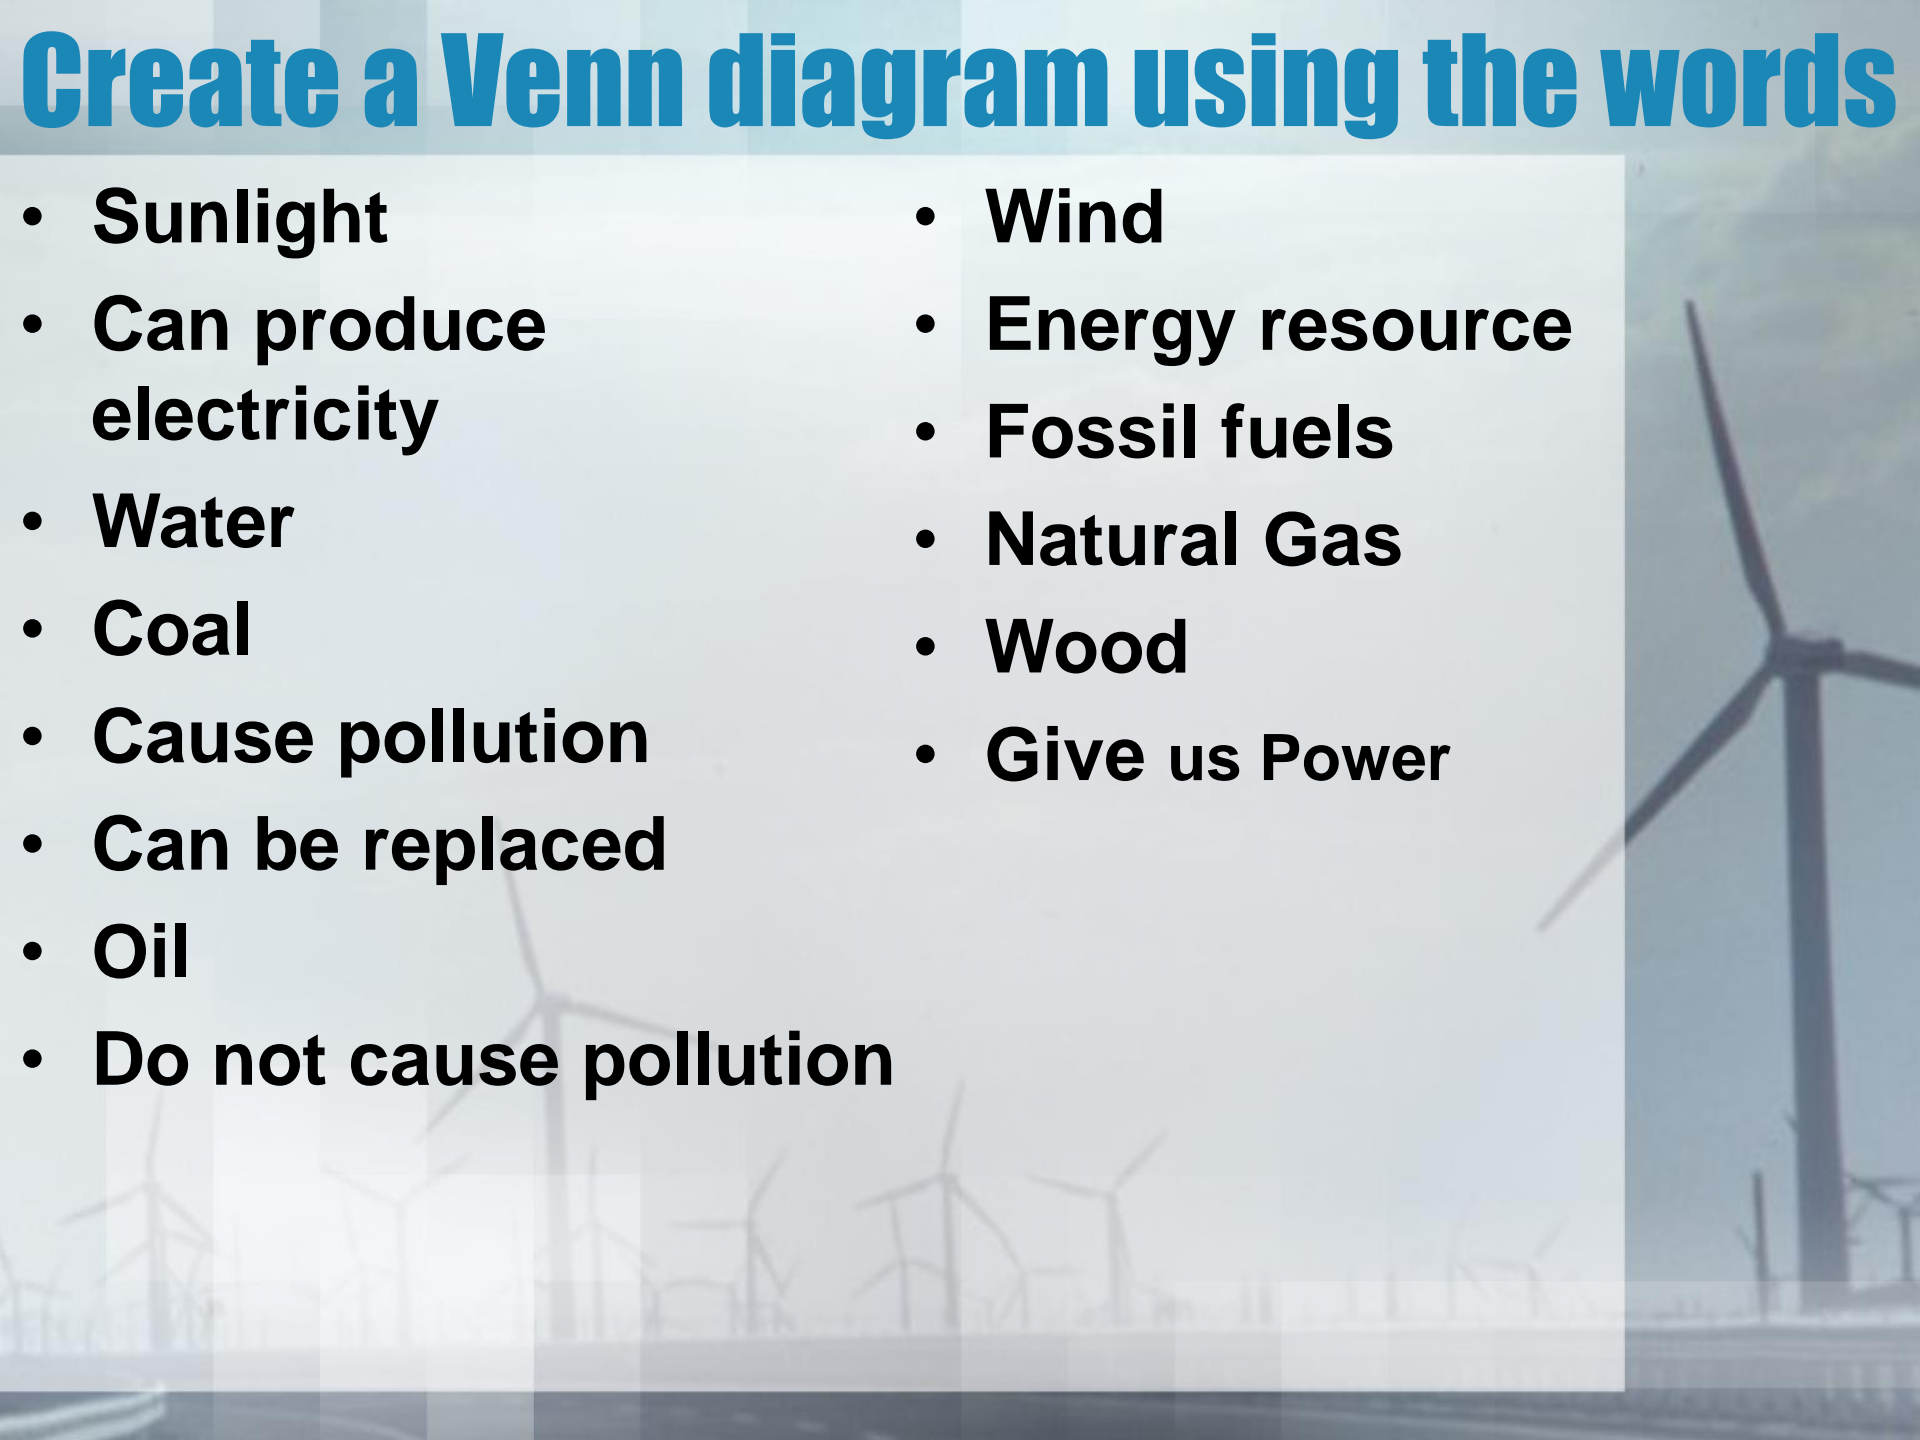 Create a Venn diagram using the words
• Sunlight
• Can produce
electricity
• Water
• Coal
• Cause pollution
• Can be replaced
• Oil
• Do not cause pollution
• Wind
• Energy resource
• Fossil fuels
• Natural Gas
• Wood
• Give us Power